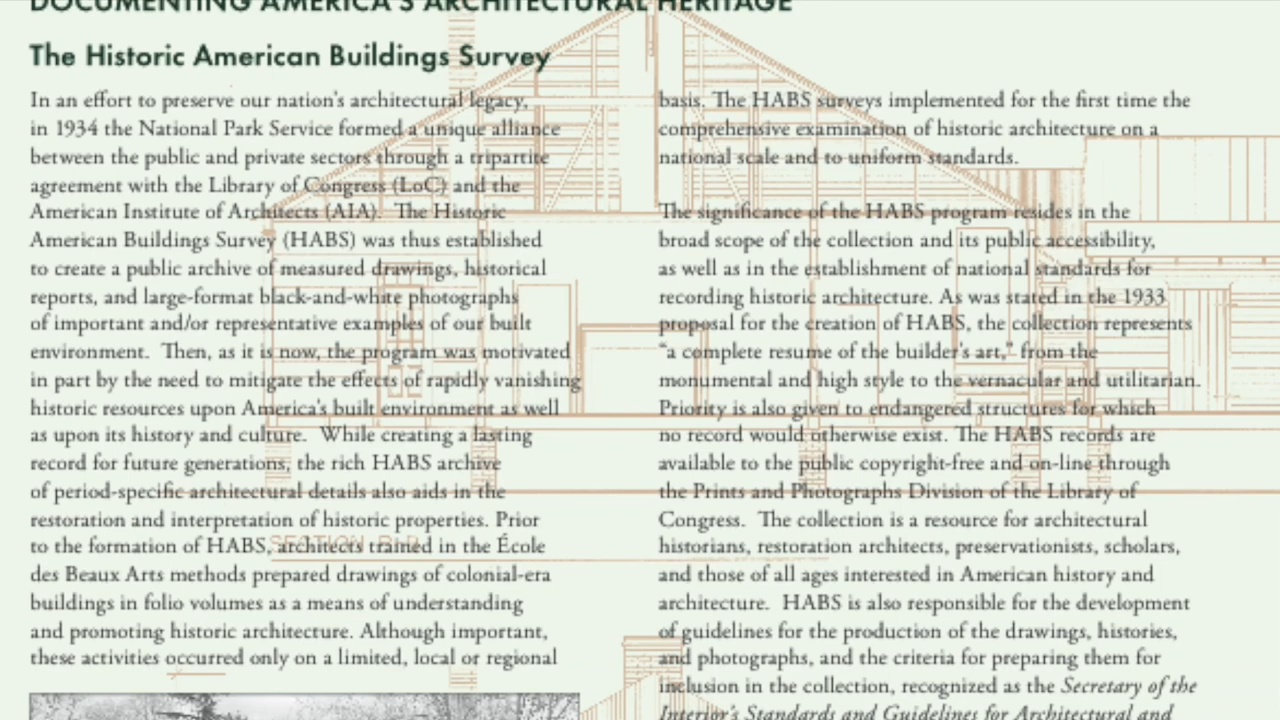 DOCUMENTING AMERICA'S ARCHITECTURAL HERITAGE
The Historic American Buildings Survey
In an effort to preserve our nation's architectural legacy,
in 1934 the National Park Service formed a unique alliance
between the public and private sectors through a tripartite
agreement with the Library of Congress (LoC) and the
American Institute of Architects (AIA).  The Historic
American Buildings Survey (HABS) was thus established
to create a public archive of measured drawings, historical
reports, and large-format black-and-white photographs
of important and/or representative examples of our built
environment.  Then, as it is now, the program was motivated
in part by the need to mitigate the effects of rapidly vanishing
historic resources upon America's built environment as well
as upon its history and culture.  While creating a lasting
record for future generations, the rich HABS archive
of period-specific architectural details also aids in the
restoration and interpretation of historic properties. Prior
to the formation of HABS, architects trained in the École
des Beaux Arts methods prepared drawings of colonial-era
buildings in folio volumes as a means of understanding
and promoting historic architecture. Although important,
these activities occurred only on a limited, local or regional
basis. The HABS surveys implemented for the first time the
comprehensive examination of historic architecture on a
national scale and to uniform standards.
The significance of the HABS program resides in the
broad scope of the collection and its public accessibility,
as well as in the establishment of national standards for
recording historic architecture. As was stated in the 1933
proposal for the creation of HABS, the collection represents
“a complete resume of the builder's art,” from the
monumental and high style to the vernacular and utilitarian.
Priority is also given to endangered structures for which
no record would otherwise exist. The HABS records are
available to the public copyright-free and on-line through
the Prints and Photographs Division of the Library of
Congress.  The collection is a resource for architectural
historians, restoration architects, preservationists, scholars,
and those of all ages interested in American history and
architecture.  HABS is also responsible for the development
of guidelines for the production of the drawings, histories,
and photographs, and the criteria for preparing them for
inclusion in the collection, recognized as the Secretary of the
Interior's Standards and Guidelines for Architectural and
SECTION